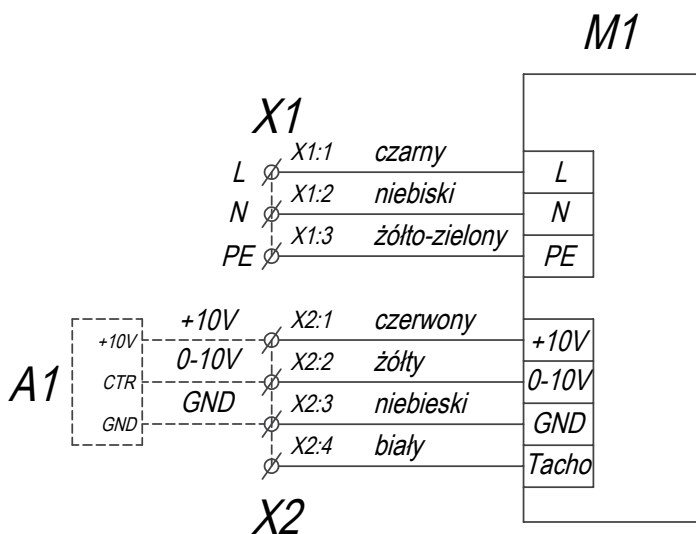 M1
X1
L X1:1 czarny L
N X1:2 niebiski N
PE X1:3 żółto-zielony PE
+10V +10V X2:1 czerwony +10V
A1 CTR 0-10V X2:2 żółty 0-10V
GND GND X2:3 niebieski GND
X2:4 biały Tacho
X2